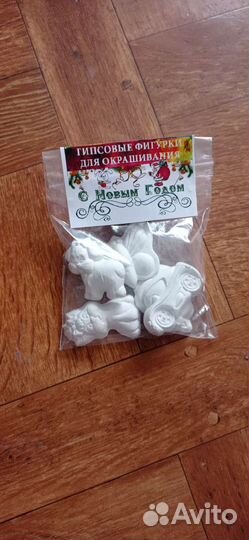 ГИПСОВЫЕ ФИГУРКИ
ДЛЯ ОКРАШИВАНИЯ
С Новым Годом
Avito